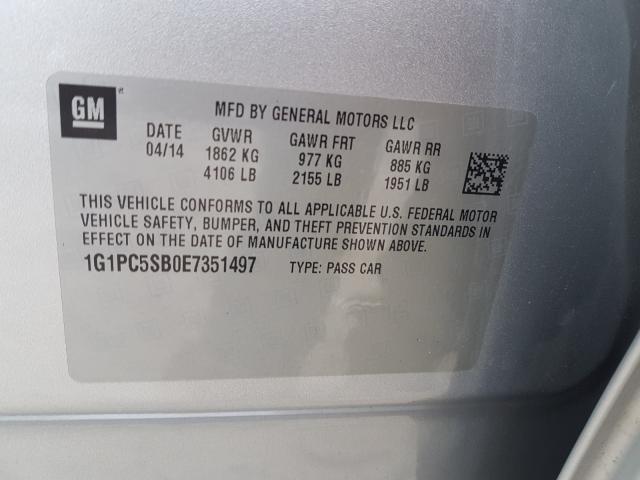 GM
MFD BY GENERAL MOTORS LLC
DATE GVWR GAWR FRT GAWR RR
04/14 1862 KG 977 KG 885 KG
4106 LB 2155 LB 1951 LB
THIS VEHICLE CONFORMS TO ALL APPLICABLE U.S. FEDERAL MOTOR
VEHICLE SAFETY, BUMPER, AND THEFT PREVENTION STANDARDS IN
EFFECT ON THE DATE OF MANUFACTURE SHOWN ABOVE.
1G1PC5SB0E7351497 TYPE: PASS CAR